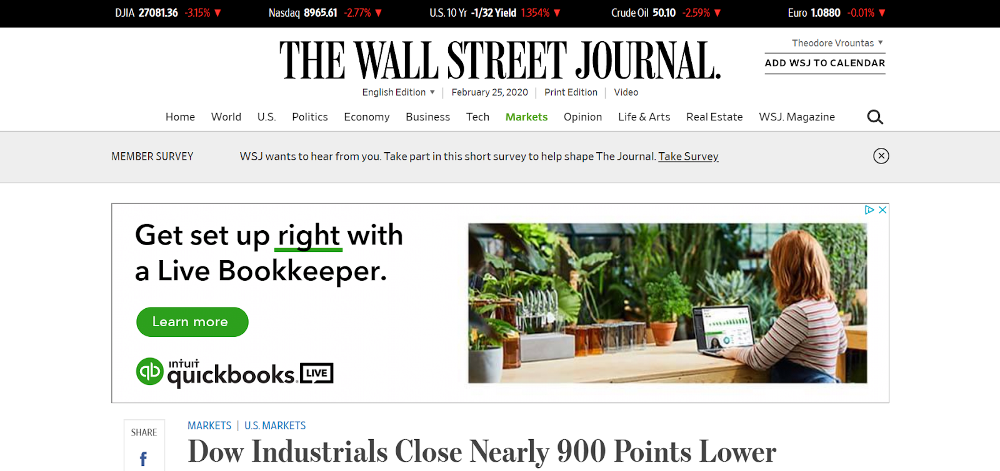 DJIA 27081.36 -3.15% ▼ Nasdaq 8965.61 -2.77% ▼ U.S. 10 Yr -1/32 Yield 1.354% ▼ Crude Oil 50.10 -2.59% ▼ Euro 1.0880 -0.01% ▼
THE WALL STREET JOURNAL.
Theodore Vrountas ▼
ADD WSJ TO CALENDAR
English Edition ▼ | February 25, 2020 | Print Edition | Video
Home World U.S. Politics Economy Business Tech Markets Opinion Life & Arts Real Estate WSJ. Magazine
MEMBER SURVEY WSJ wants to hear from you. Take part in this short survey to help shape The Journal. Take Survey
Get set up right with
a Live Bookkeeper.
Learn more
qb intuit quickbooks. LIVE
SHARE
MARKETS | U.S. MARKETS
Dow Industrials Close Nearly 900 Points Lower